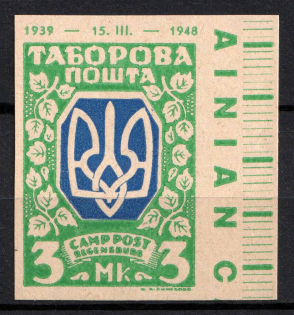 1939 — 15. III. — 1948
ТАБОРОВА
ПОШТА
CAMP POST
REGENSBURG
3 Mk 3
AINIAN C